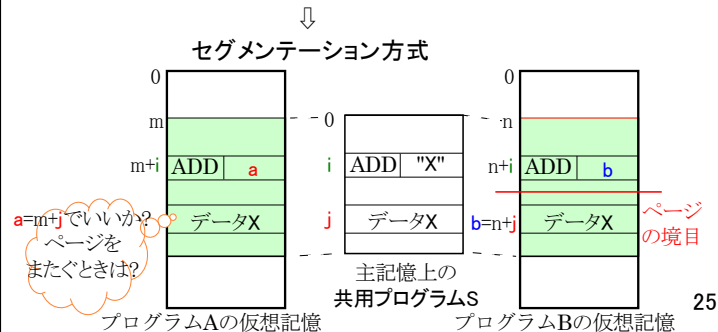 ⇩
セグメンテーション方式
0
m
m+i ADD a
a=m+jでいいか?
ページを
またぐときは?
データX
プログラムAの仮想記憶
0
i ADD "X"
j データX
主記憶上の
共用プログラムS
0
n
n+i ADD b
b=n+j データX
ページ
の境目
プログラムBの仮想記憶
25